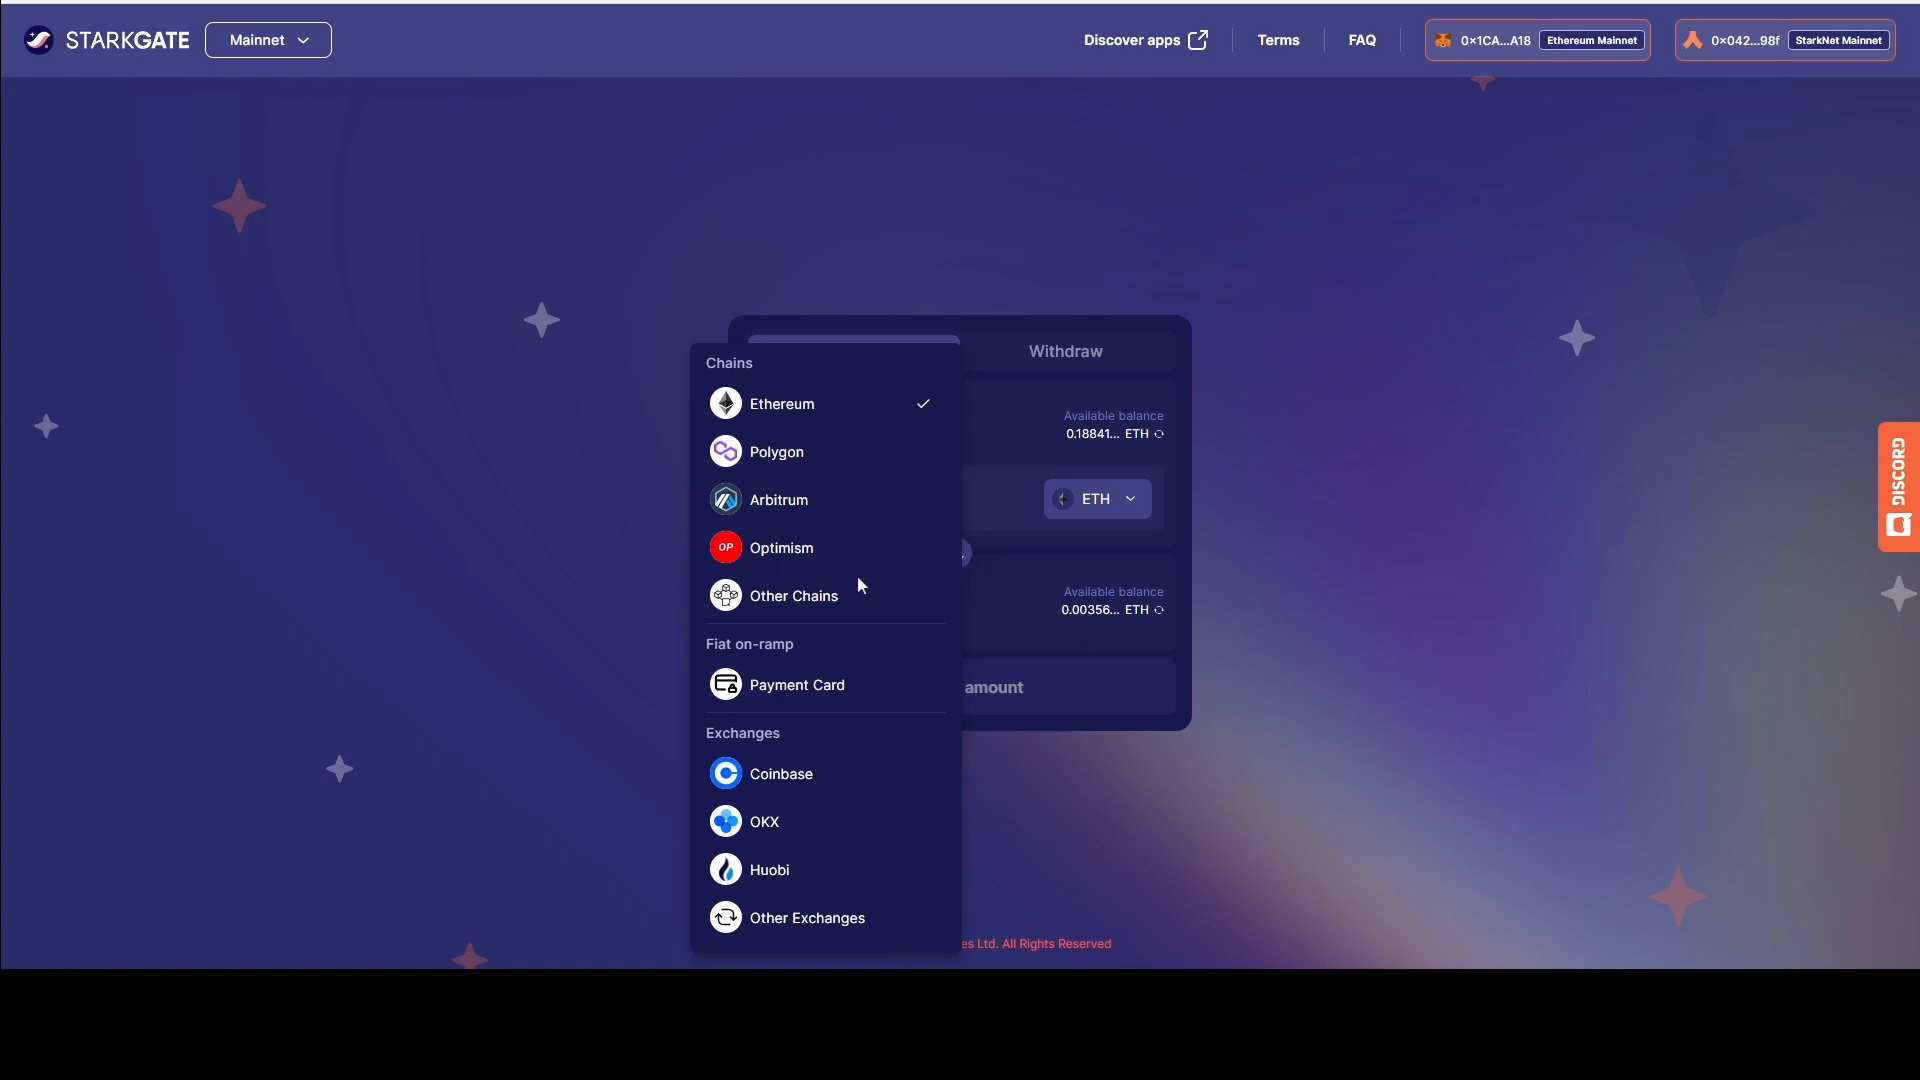 STARKGATE
Mainnet
Discover apps
Terms
FAQ
0x1CA...A18
Ethereum Mainnet
0x042...98f
StarkNet Mainnet
Withdraw
Chains
Ethereum
Polygon
Arbitrum
OP
Optimism
Other Chains
Fiat on-ramp
Payment Card
Exchanges
Coinbase
OKX
Huobi
Other Exchanges
Available balance
0.18841... ETH
ETH
Available balance
0.00356... ETH
amount
es Ltd. All Rights Reserved
DISCORD